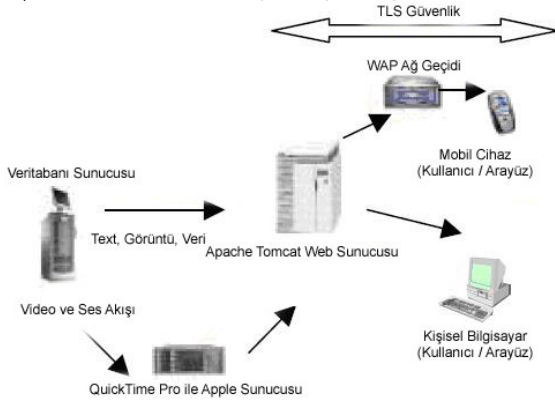 TLS Güvenlik
WAP Ağ Geçidi
Mobil Cihaz
(Kullanıcı / Arayüz)
Veritabanı Sunucusu
Text, Görüntü, Veri
Apache Tomcat Web Sunucusu
Video ve Ses Akışı
Kişisel Bilgisayar
(Kullanıcı / Arayüz)
QuickTime Pro ile Apple Sunucusu